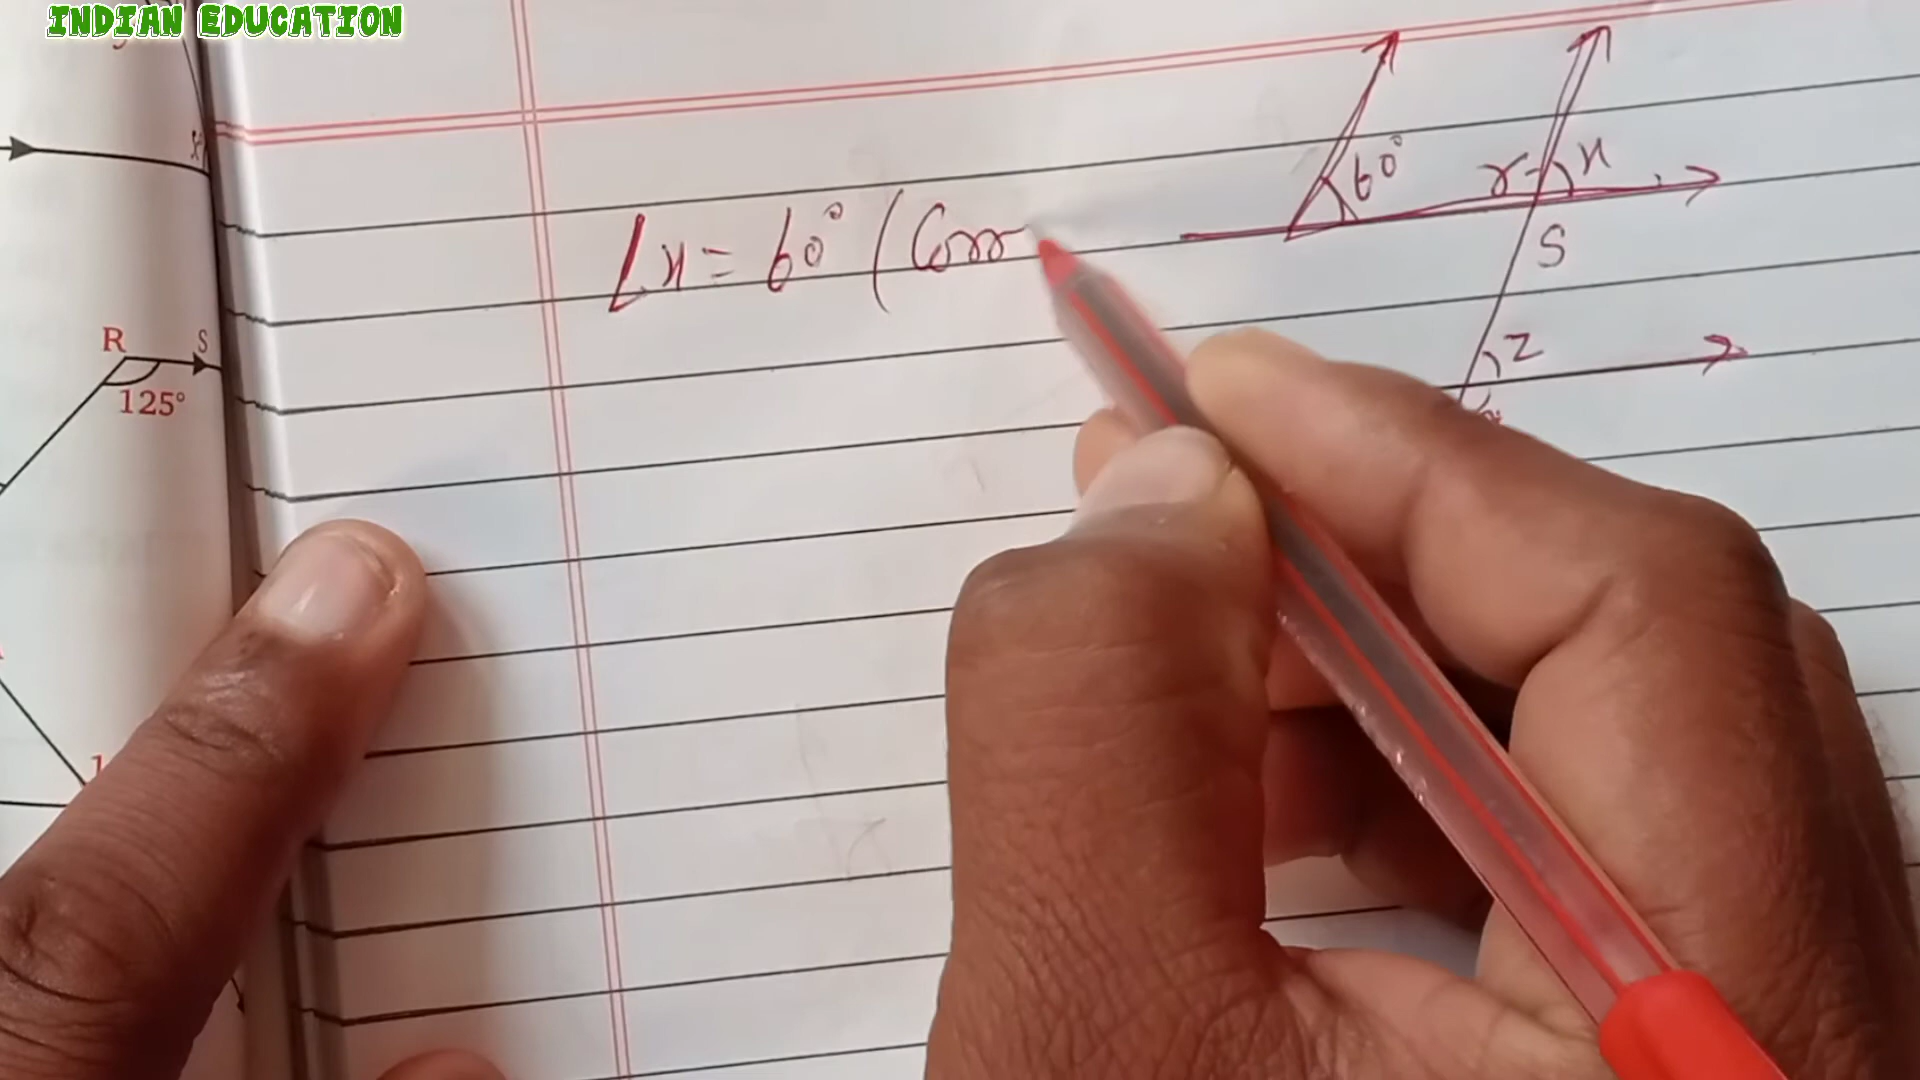 INDIAN EDUCATION
60°
r
x
∠x = 60° (Corr
S
z
R
S
125°